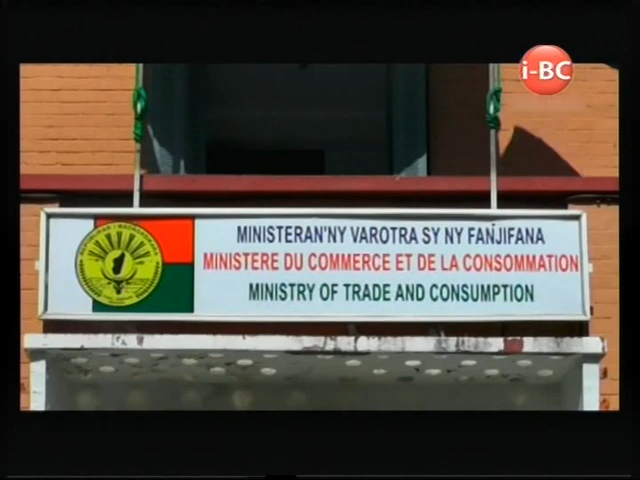 i-BC
MINISTERAN'NY VAROTRA SY NY FANJIFANA
MINISTERE DU COMMERCE ET DE LA CONSOMMATION
MINISTRY OF TRADE AND CONSUMPTION